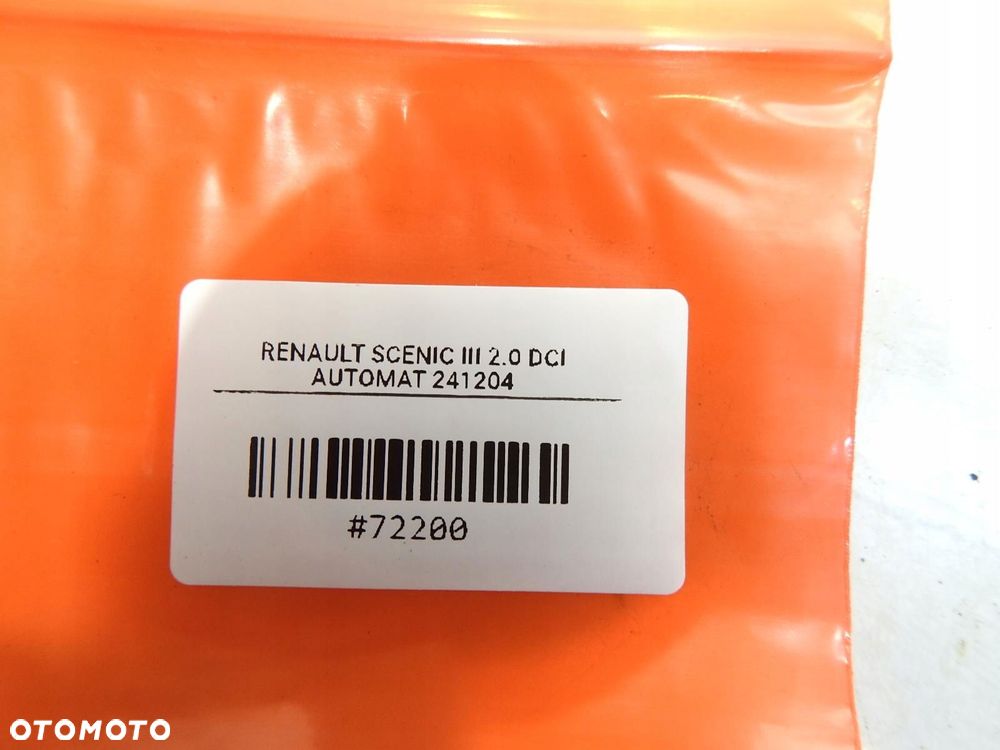 RENAULT SCENIC III 2.0 DCI
AUTOMAT 241204
#72200
OTOMOTO